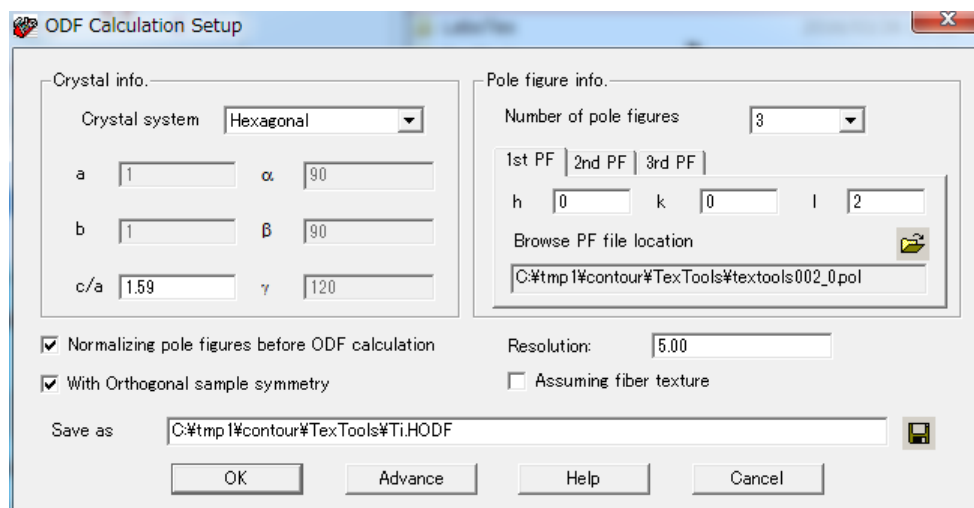 ODF Calculation Setup
Crystal info.
Crystal system Hexagonal
a 1 α 90
b 1 β 90
c/a 1.59 γ 120
Pole figure info.
Number of pole figures 3
1st PF 2nd PF 3rd PF
h 0 k 0 l 2
Browse PF file location
C:¥tmp1¥contour¥TexTools¥textools002_0.pol
Normalizing pole figures before ODF calculation
With Orthogonal sample symmetry
Resolution: 5.00
Assuming fiber texture
Save as C:¥tmp1¥contour¥TexTools¥Ti.HODF
OK Advance Help Cancel